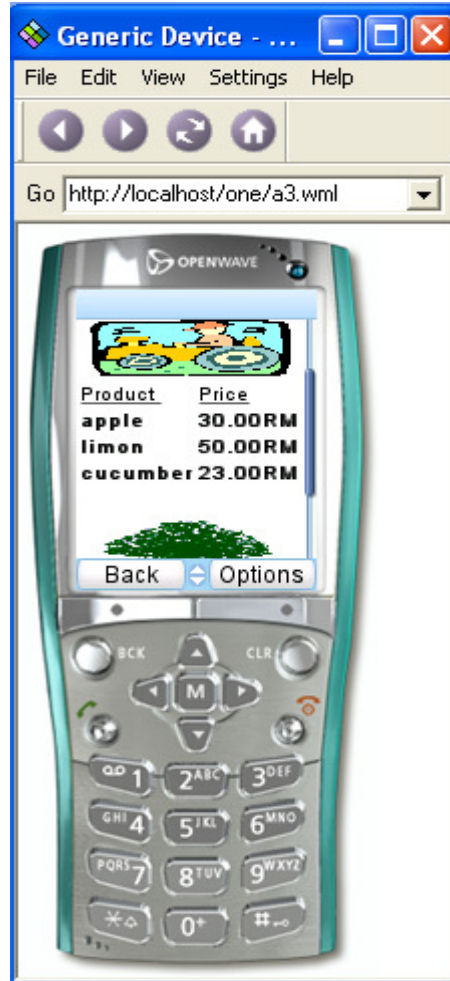 Generic Device - ...
File Edit View Settings Help
Go http://localhost/one/a3.wml
OPENWAVE
Product Price
apple 30.00RM
limon 50.00RM
cucumber 23.00RM
Back Options
BCK CLR
M
1 2ABC 3DEF
GHI4 5JKL 6MNO
PQRS7 8TUV 9WXYZ
* 0+ #